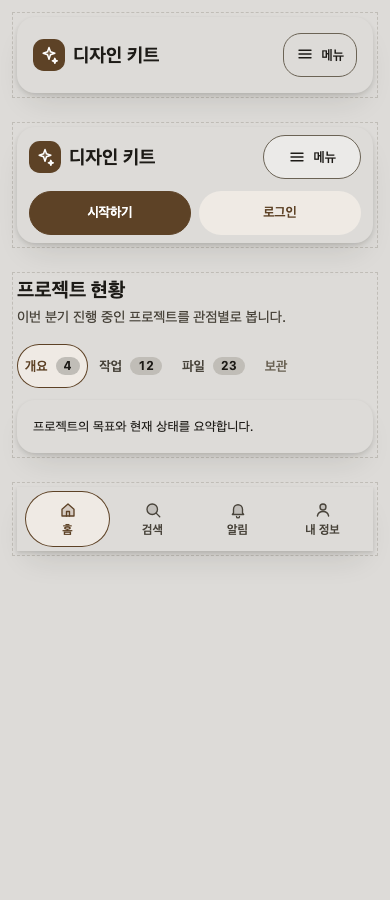 디자인 키트
메뉴
디자인 키트
메뉴
시작하기
로그인
프로젝트 현황
이번 분기 진행 중인 프로젝트를 관점별로 봅니다.
개요 4 작업 12 파일 23 보관
프로젝트의 목표와 현재 상태를 요약합니다.
홈 검색 알림 내 정보